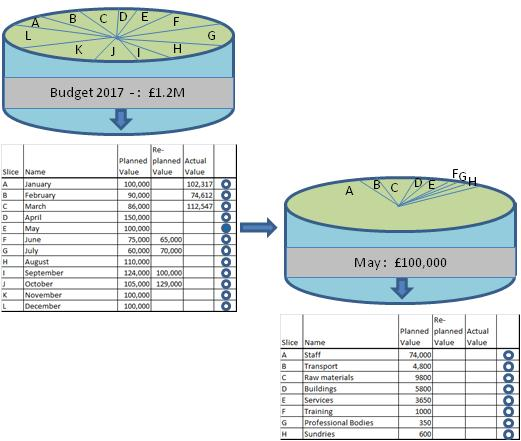 A B C D E F G H I J K L
Budget 2017 -: £1.2M
Slice Name Planned Value Re-planned Value Actual Value
A January 100,000 102,317
B February 90,000 74,612
C March 86,000 112,547
D April 150,000
E May 100,000
F June 75,000 65,000
G July 60,000 70,000
H August 110,000
I September 124,000 100,000
J October 105,000 129,000
K November 100,000
L December 100,000
A B C D E F G H
May: £100,000
Slice Name Planned Value Re-planned Value Actual Value
A Staff 74,000
B Transport 4,800
C Raw materials 9800
D Buildings 5800
E Services 3650
F Training 1000
G Professional Bodies 350
H Sundries 600